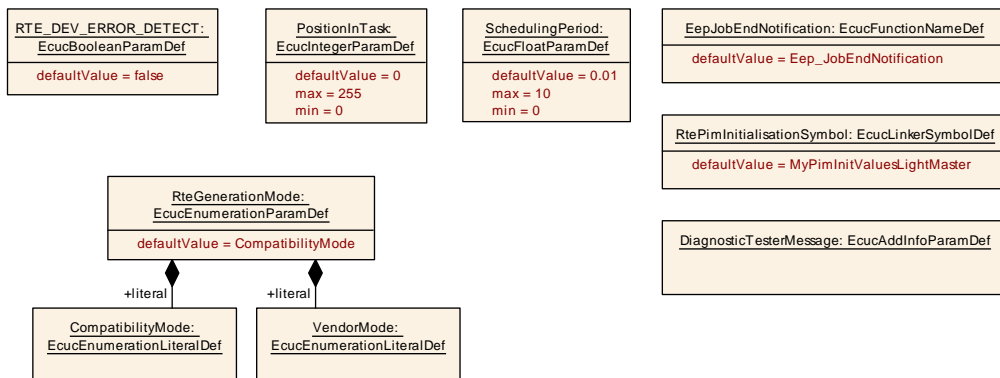 RTE_DEV_ERROR_DETECT:
EcucBooleanParamDef
defaultValue = false
PositionInTask:
EcucIntegerParamDef
defaultValue = 0
max = 255
min = 0
SchedulingPeriod:
EcucFloatParamDef
defaultValue = 0.01
max = 10
min = 0
EepJobEndNotification: EcucFunctionNameDef
defaultValue = Eep_JobEndNotification
RtePimInitialisationSymbol: EcucLinkerSymbolDef
defaultValue = MyPimInitValuesLightMaster
RteGenerationMode:
EcucEnumerationParamDef
defaultValue = CompatibilityMode
DiagnosticTesterMessage: EcucAddInfoParamDef
+literal
+literal
CompatibilityMode:
EcucEnumerationLiteralDef
VendorMode:
EcucEnumerationLiteralDef